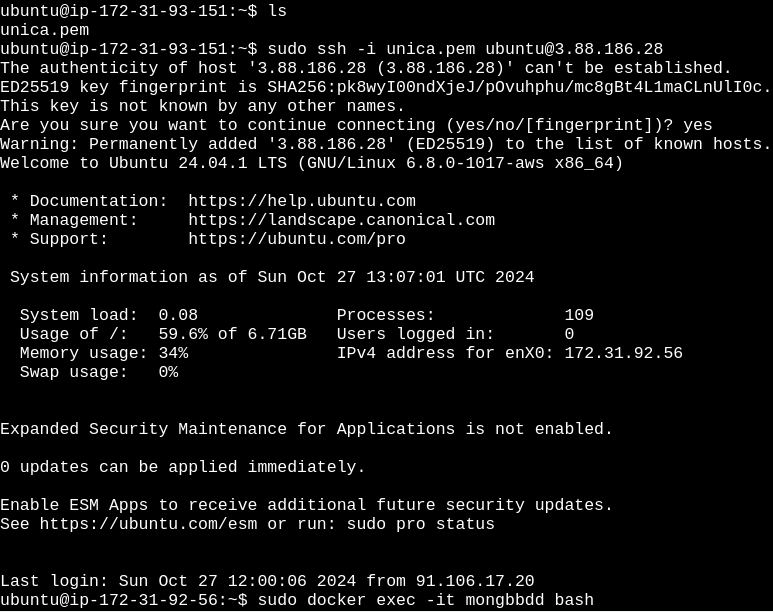 ubuntu@ip-172-31-93-151:~$ ls
unica.pem
ubuntu@ip-172-31-93-151:~$ sudo ssh -i unica.pem ubuntu@3.88.186.28
The authenticity of host '3.88.186.28 (3.88.186.28)' can't be established.
ED25519 key fingerprint is SHA256:pk8wyI00ndXjeJ/pOvuhphu/mc8gBt4L1maCLnUlI0c.
This key is not known by any other names.
Are you sure you want to continue connecting (yes/no/[fingerprint])? yes
Warning: Permanently added '3.88.186.28' (ED25519) to the list of known hosts.
Welcome to Ubuntu 24.04.1 LTS (GNU/Linux 6.8.0-1017-aws x86_64)
* Documentation:  https://help.ubuntu.com
* Management:     https://landscape.canonical.com
* Support:        https://ubuntu.com/pro
System information as of Sun Oct 27 13:07:01 UTC 2024
System load:  0.08              Processes:             109
Usage of /:   59.6% of 6.71GB   Users logged in:       0
Memory usage: 34%               IPv4 address for enX0: 172.31.92.56
Swap usage:   0%
Expanded Security Maintenance for Applications is not enabled.
0 updates can be applied immediately.
Enable ESM Apps to receive additional future security updates.
See https://ubuntu.com/esm or run: sudo pro status
Last login: Sun Oct 27 12:00:06 2024 from 91.106.17.20
ubuntu@ip-172-31-92-56:~$ sudo docker exec -it mongbbdd bash